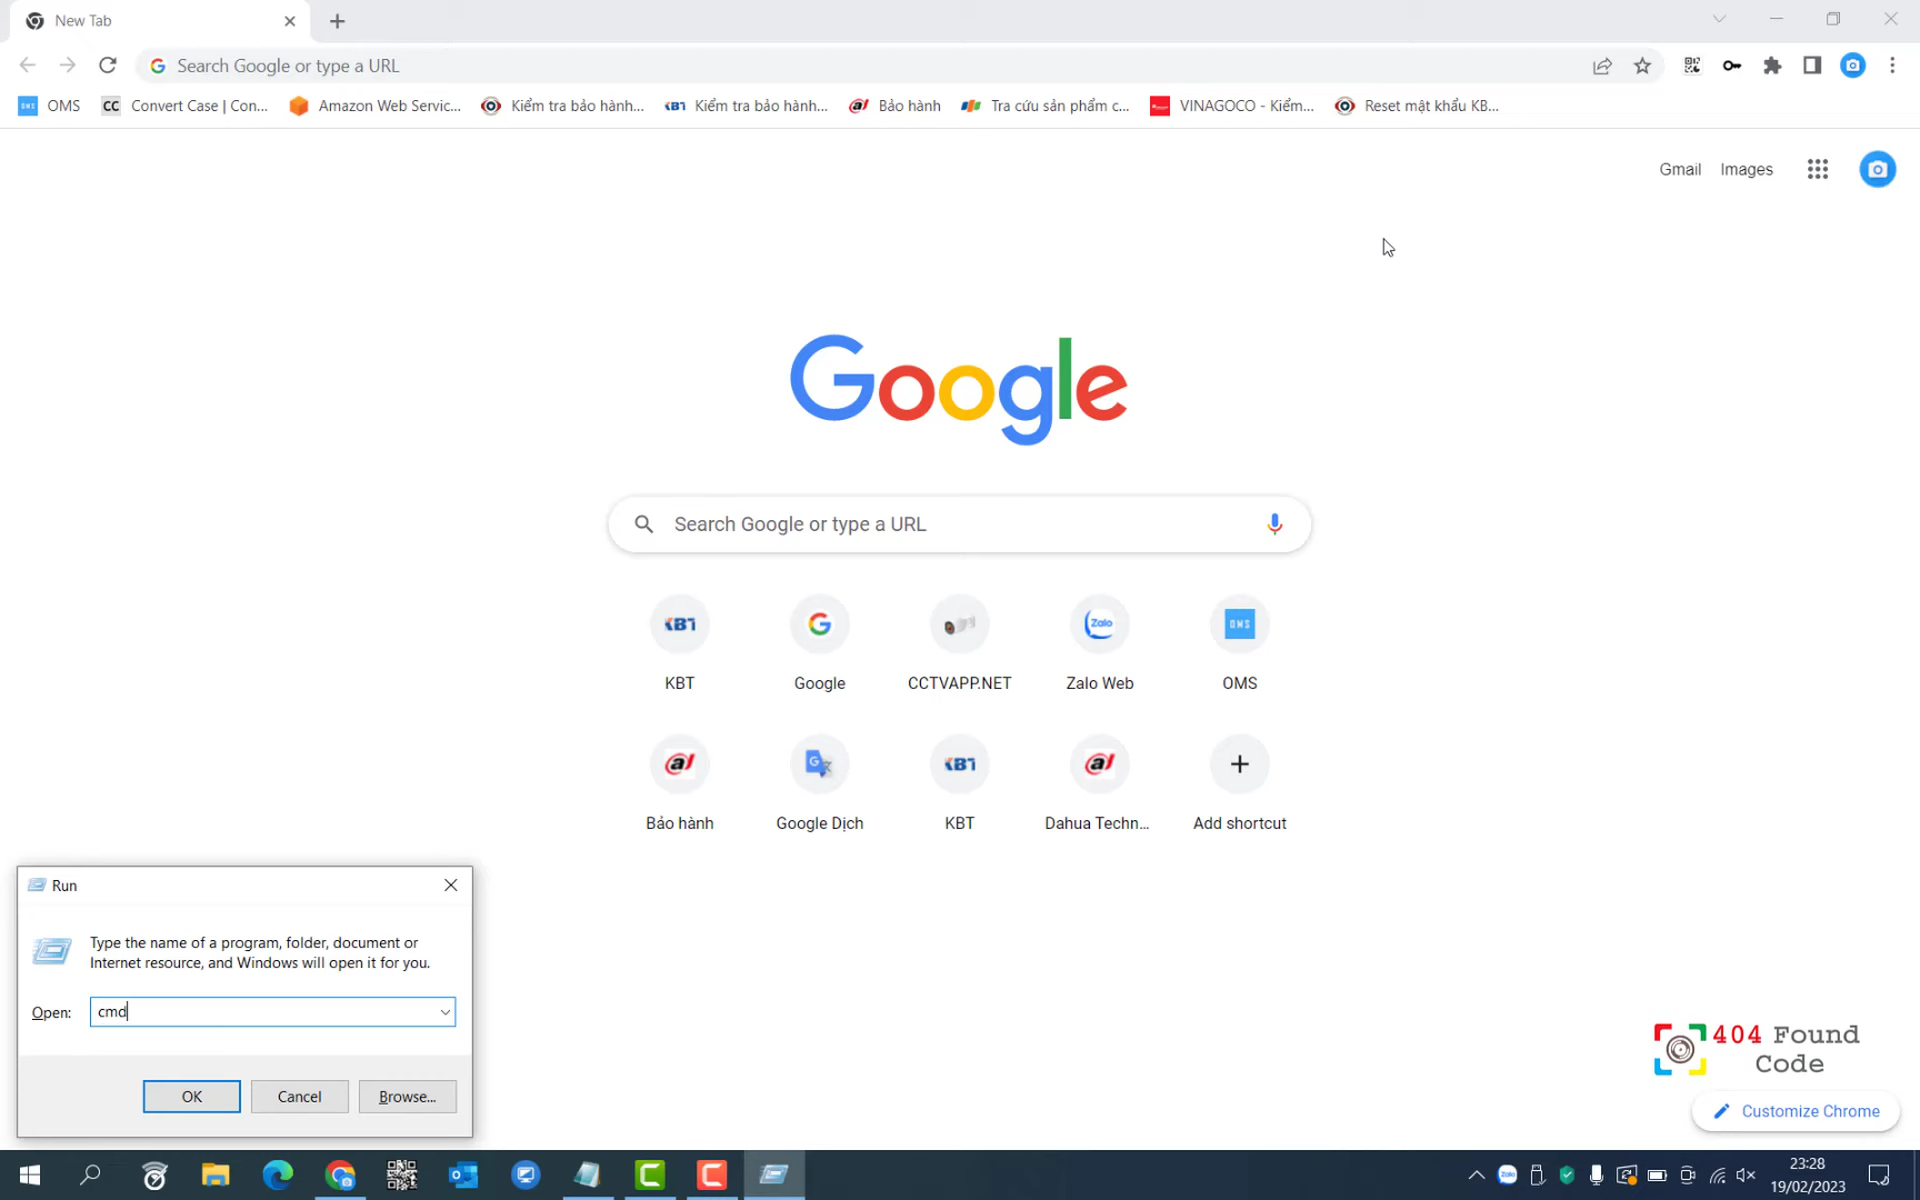 New Tab
Search Google or type a URL
OMS
CC Convert Case | Con...
Amazon Web Servic...
Kiểm tra bảo hành...
KBT Kiểm tra bảo hành...
Bảo hành
Tra cứu sản phẩm c...
VINAGOCO - Kiểm...
Reset mật khẩu KB...
Gmail Images
Google
Search Google or type a URL
KBT
Google
CCTVAPP.NET
Zalo
Zalo Web
OMS
OMS
Bảo hành
Google Dịch
KBT
Dahua Techn...
Add shortcut
Run
Type the name of a program, folder, document or
Internet resource, and Windows will open it for you.
Open: cmd
OK Cancel Browse...
404 Found
Code
Customize Chrome
23:28
19/02/2023